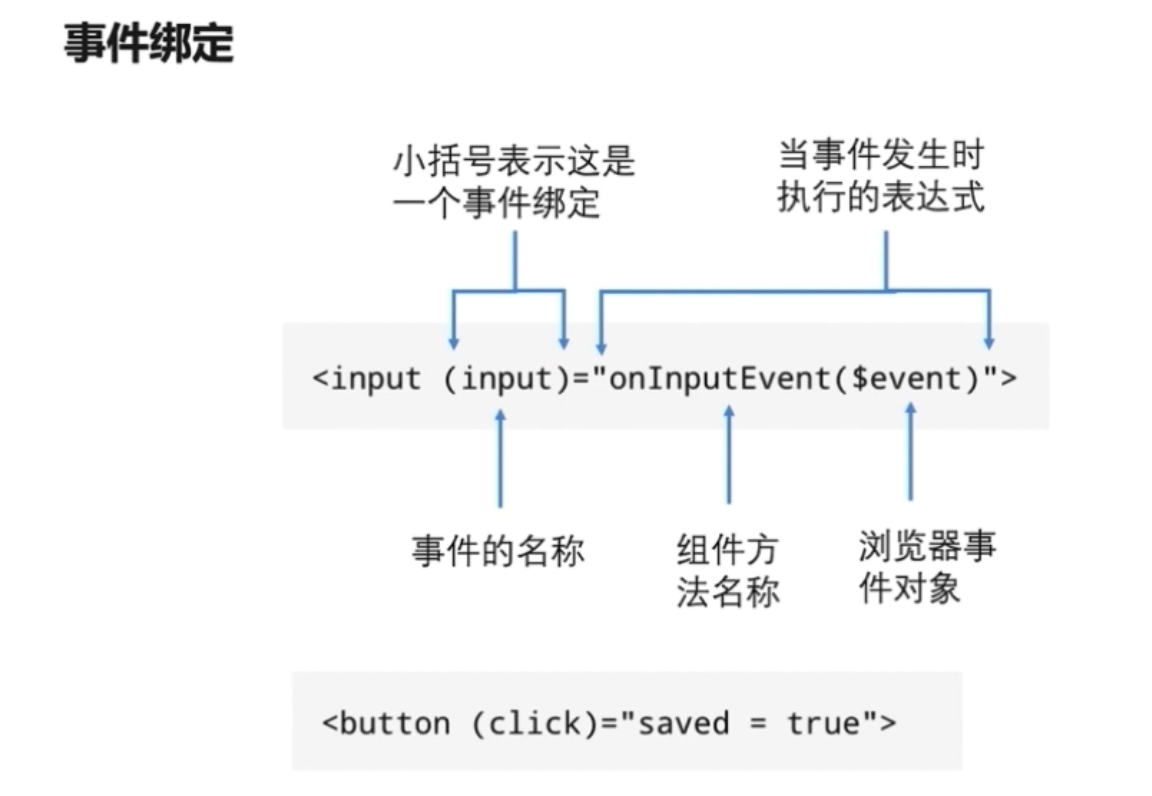 事件绑定
小括号表示这是
一个事件绑定
当事件发生时
执行的表达式
<input (input)="onInputEvent($event)">
事件的名称
组件方
法名称
浏览器事
件对象
<button (click)="saved = true">